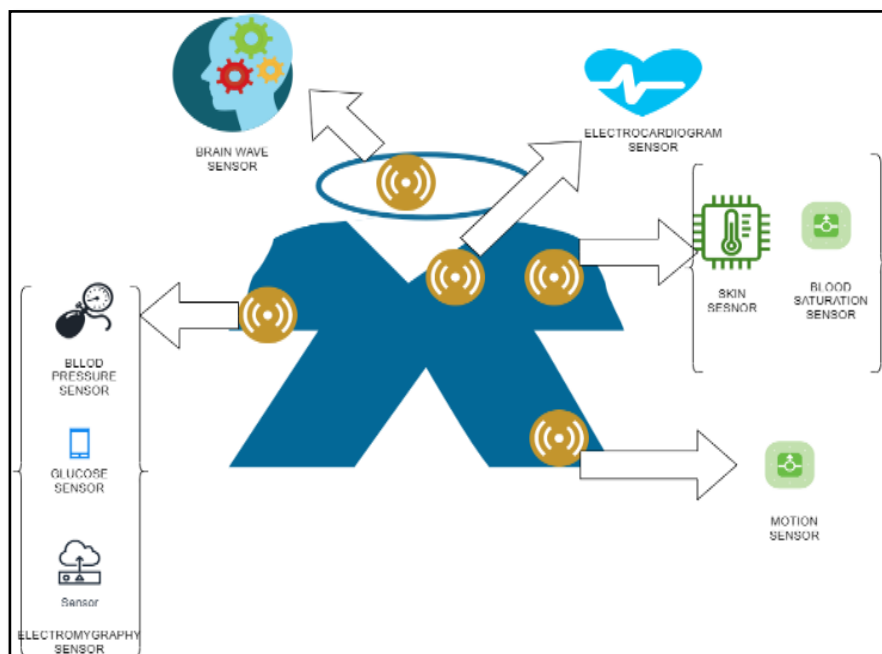 BRAIN WAVE
SENSOR
ELECTROCARDIOGRAM
SENSOR
SKIN
SESNOR
BLOOD
SATURATION
SENSOR
BLLOD
PRESSURE
SENSOR
GLUCOSE
SENSOR
Sensor
ELECTROMYGRAPHY
SENSOR
MOTION
SENSOR